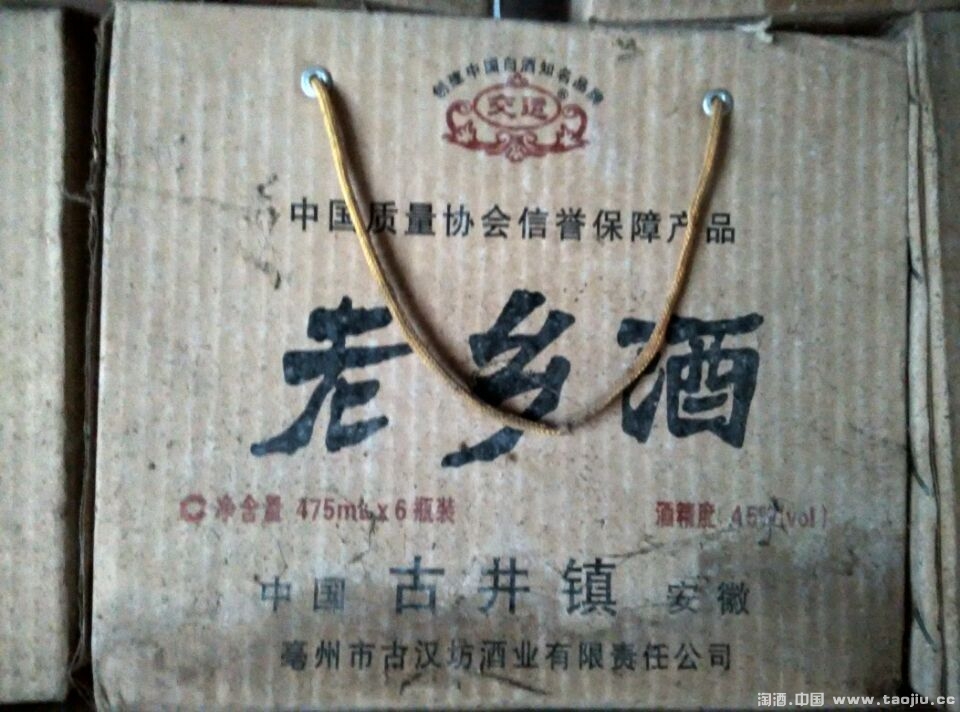 创建中国白酒知名品牌
交运®
中国质量协会信誉保障产品
老乡酒
净含量 475mL x 6瓶装
酒精度 45%(vol)
中国 古井镇 安徽
亳州市古汉坊酒业有限责任公司
淘酒.中国 www.taojiu.cc